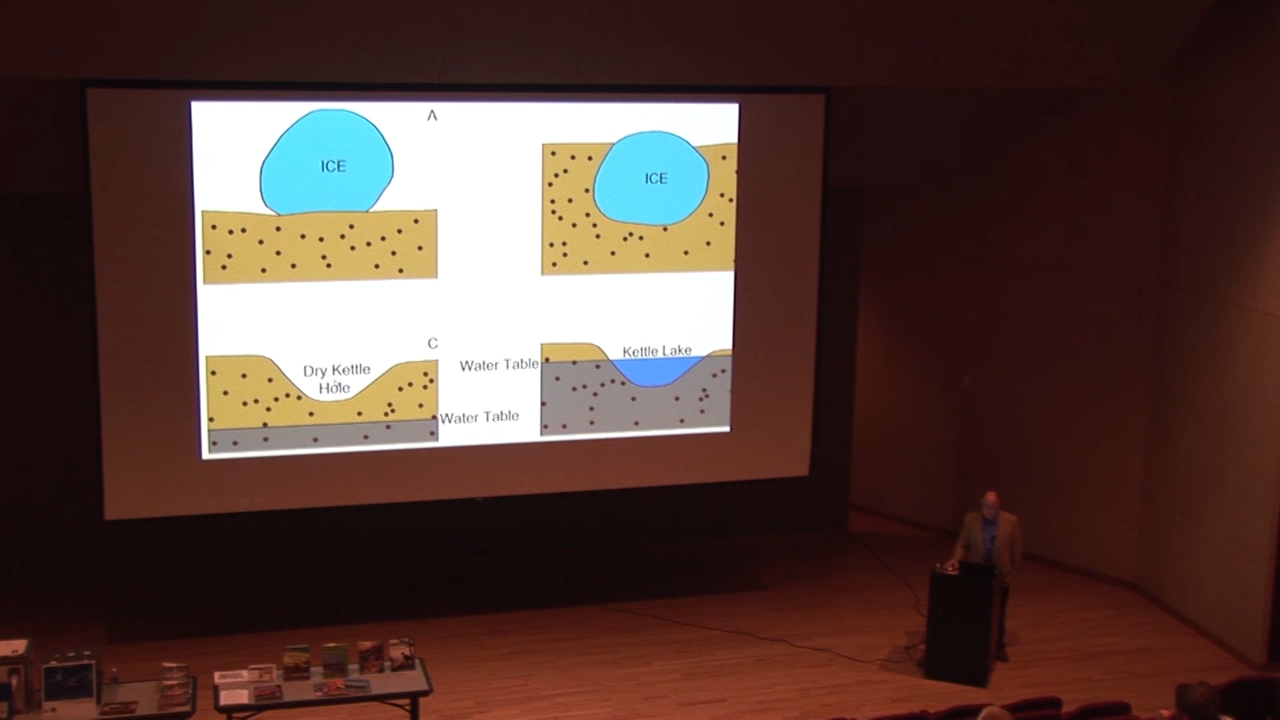 A
ICE
ICE
C
Dry Kettle
Hole
Water Table
Water Table
Kettle Lake